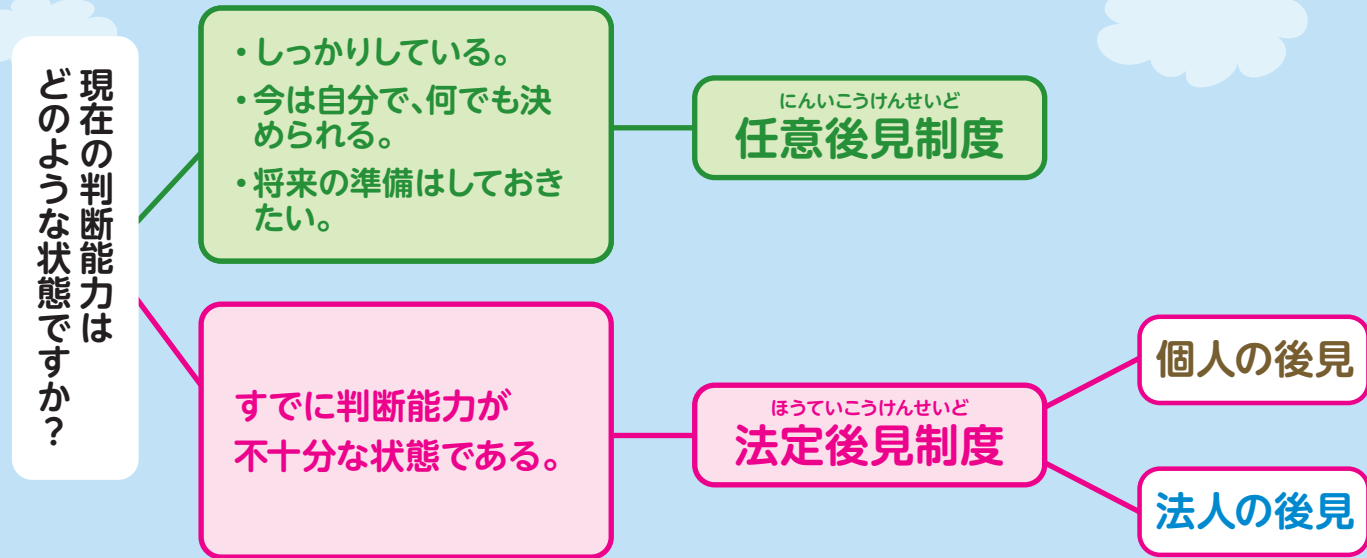 現在の判断能力は
どのような状態ですか？
・しっかりしている。
・今は自分で、何でも決
められる。
・将来の準備はしておき
たい。
にんいこうけんせいど
任意後見制度
すでに判断能力が
不十分な状態である。
ほうていこうけんせいど
法定後見制度
個人の後見
法人の後見